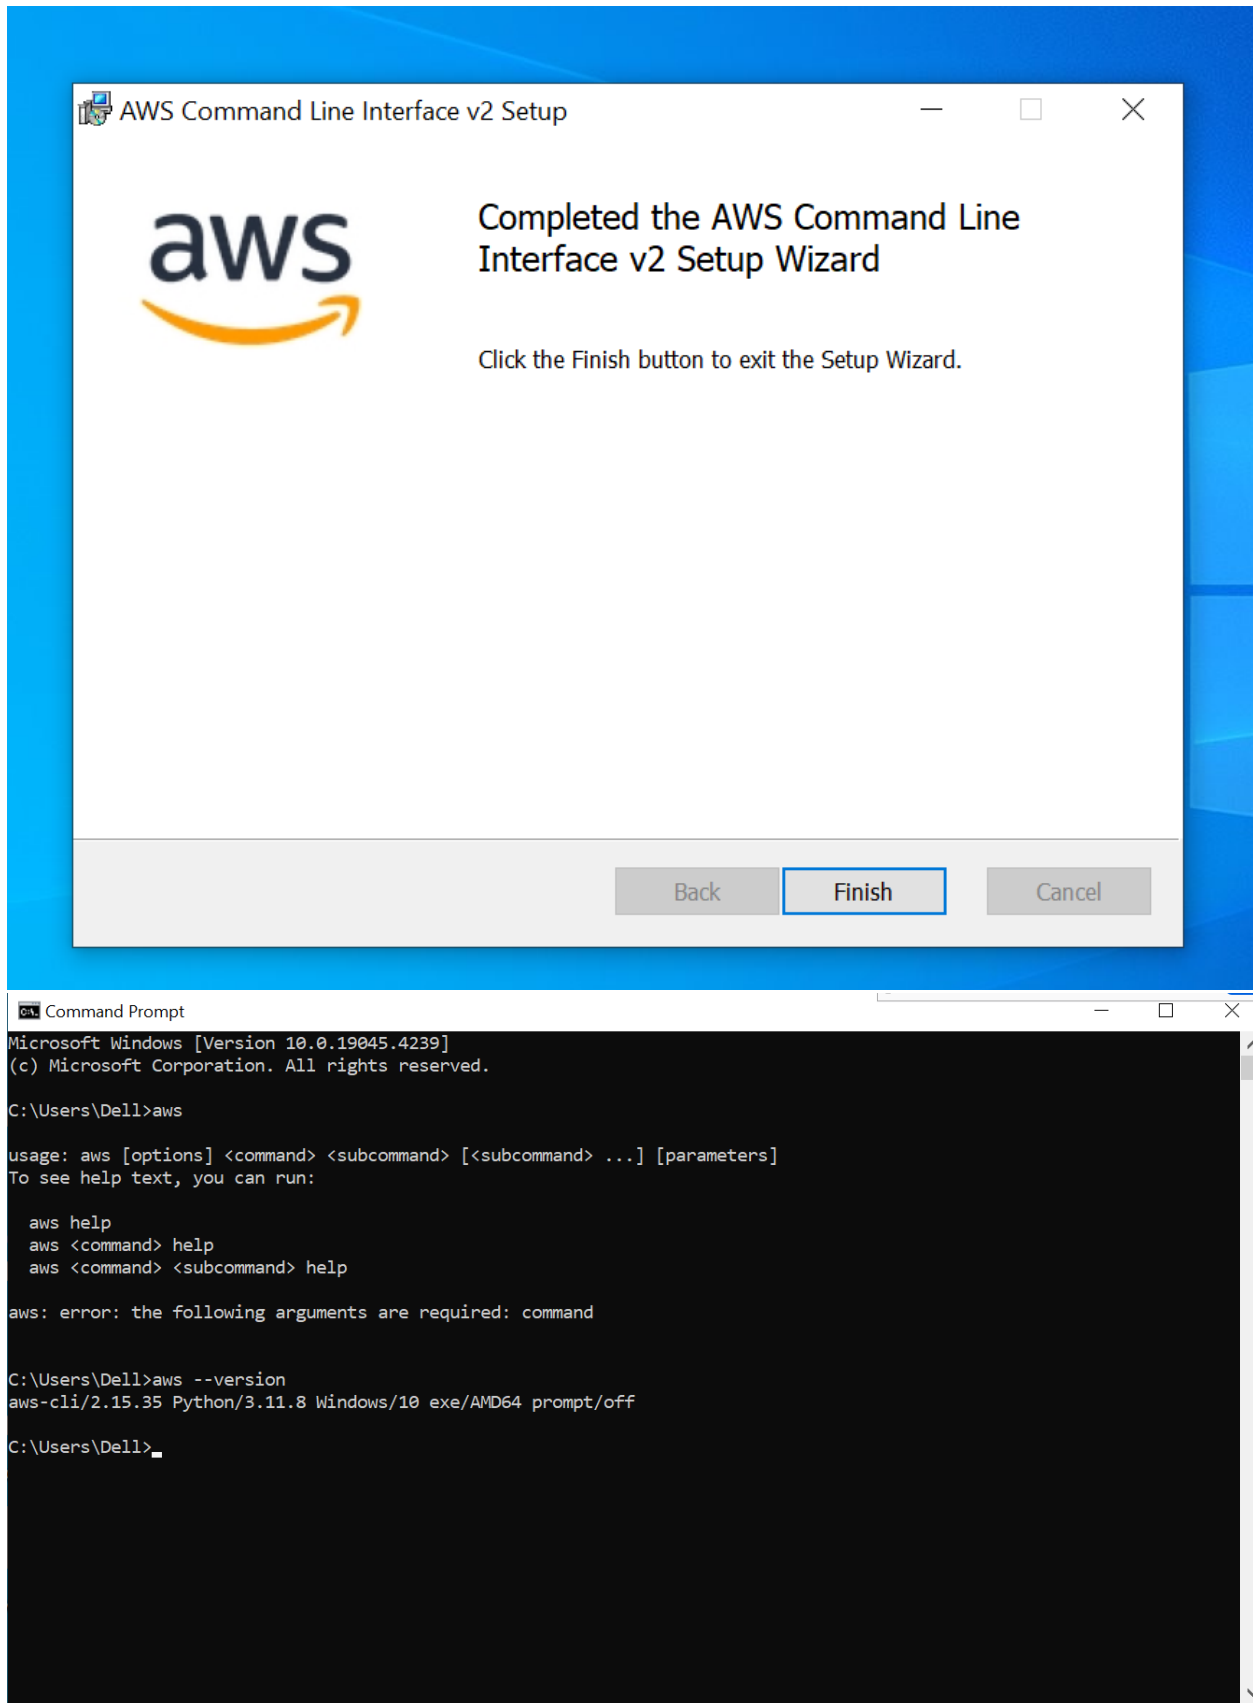 AWS Command Line Interface v2 Setup
aws
Completed the AWS Command Line
Interface v2 Setup Wizard
Click the Finish button to exit the Setup Wizard.
Back
Finish
Cancel
C:\.
Command Prompt
Microsoft Windows [Version 10.0.19045.4239]
(c) Microsoft Corporation. All rights reserved.
C:\Users\Dell>aws
usage: aws [options] <command> <subcommand> [<subcommand> ...] [parameters]
To see help text, you can run:
aws help
aws <command> help
aws <command> <subcommand> help
aws: error: the following arguments are required: command
C:\Users\Dell>aws --version
aws-cli/2.15.35 Python/3.11.8 Windows/10 exe/AMD64 prompt/off
C:\Users\Dell>